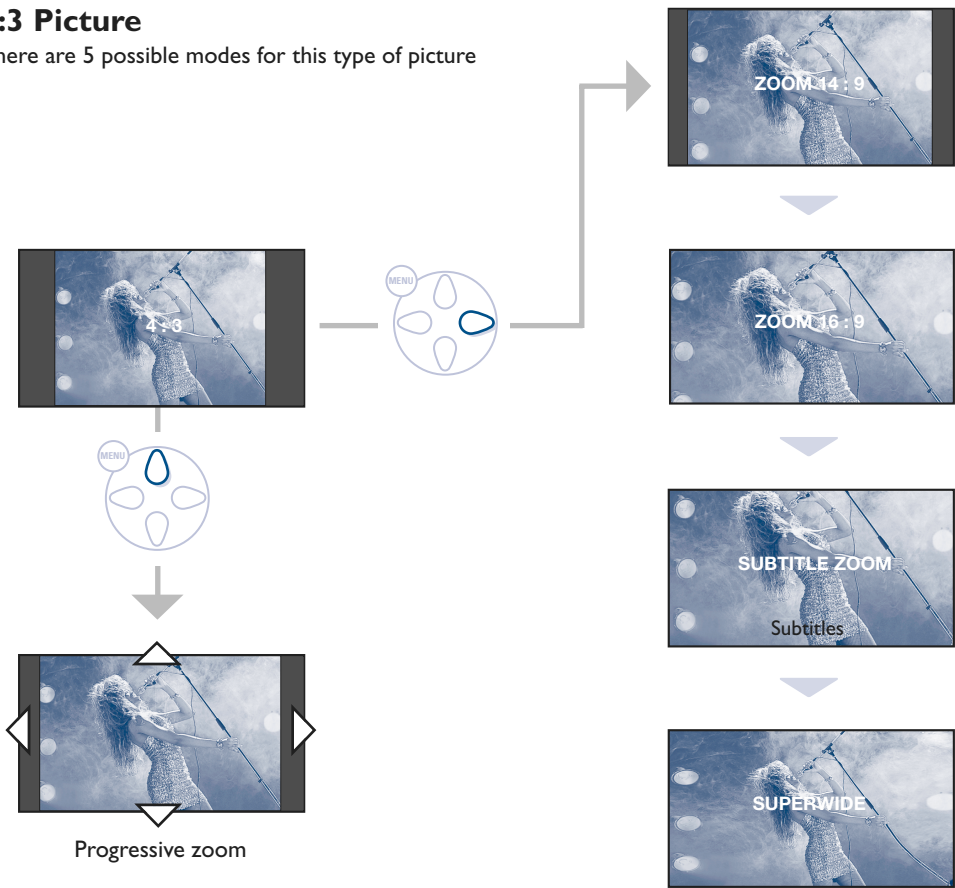 :3 Picture
here are 5 possible modes for this type of picture
ZOOM 14 : 9
MENU
4 : 3
ZOOM 16 : 9
MENU
SUBTITLE ZOOM
Subtitles
SUPERWIDE
Progressive zoom